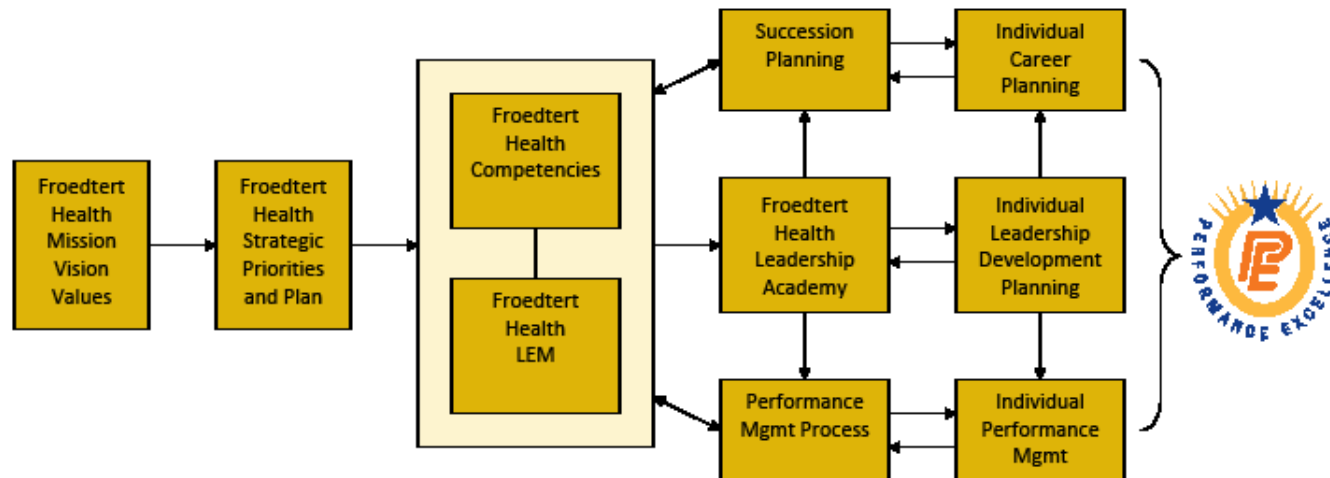 Froedtert
Health
Mission
Vision
Values
Froedtert
Health
Strategic
Priorities
and Plan
Froedtert
Health
Competencies
Froedtert
Health
LEM
Succession
Planning
Froedtert
Health
Leadership
Academy
Performance
Mgmt Process
Individual
Career
Planning
Individual
Leadership
Development
Planning
Individual
Performance
Mgmt
PE
PERFORMANCE EXCELLENCE